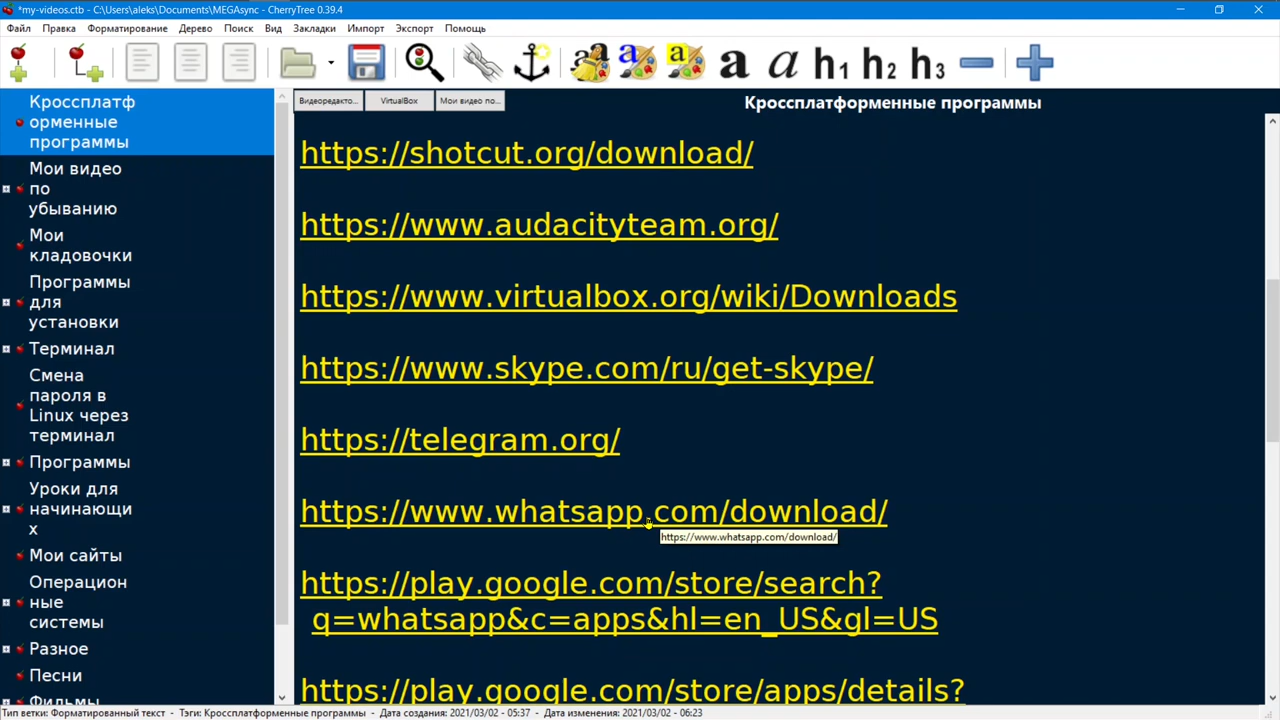 *my-videos.ctb - C:\Users\aleks\Documents\MEGAsync - CherryTree 0.39.4
Файл Правка Форматирование Дерево Поиск Вид Закладки Импорт Экспорт Помощь
a a h1 h2 h3
Кроссплатф
орменные
программы
Мои видео
по
убыванию
Мои
кладовочки
Программы
для
установки
Терминал
Смена
пароля в
Linux через
терминал
Программы
Уроки для
начинающи
х
Мои сайты
Операцион
ные
системы
Разное
Песни
Фильмы
Видеоредакто... VirtualBox Мои видео по...
Кроссплатформенные программы
https://shotcut.org/download/
https://www.audacityteam.org/
https://www.virtualbox.org/wiki/Downloads
https://www.skype.com/ru/get-skype/
https://telegram.org/
https://www.whatsapp.com/download/
https://www.whatsapp.com/download/
https://play.google.com/store/search?
q=whatsapp&c=apps&hl=en_US&gl=US
https://play.google.com/store/apps/details?
Тип ветки: Форматированный текст - Тэги: Кроссплатформенные программы - Дата создания: 2021/03/02 - 05:37 - Дата изменения: 2021/03/02 - 06:23